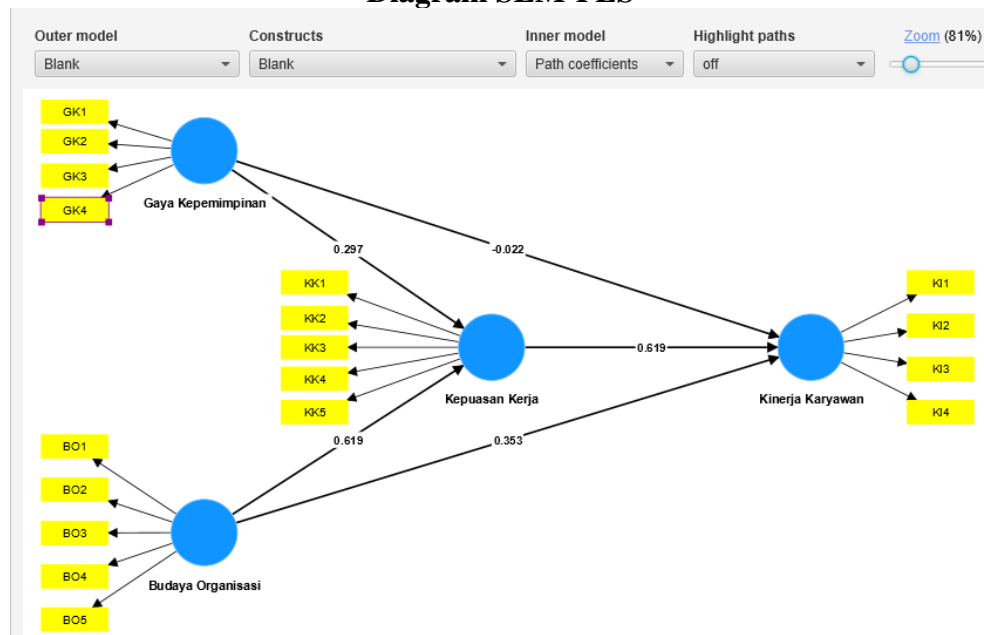 Diagram SEM-PLS
Outer model Constructs Inner model Highlight paths Zoom (81%)
Blank Blank Path coefficients off
GK1
GK2
GK3
GK4
Gaya Kepemimpinan
0.297
-0.022
KK1
KK2
KK3
KK4
KK5
Kepuasan Kerja
0.619
KI1
KI2
KI3
KI4
Kinerja Karyawan
0.619
0.353
BO1
BO2
BO3
BO4
BO5
Budaya Organisasi